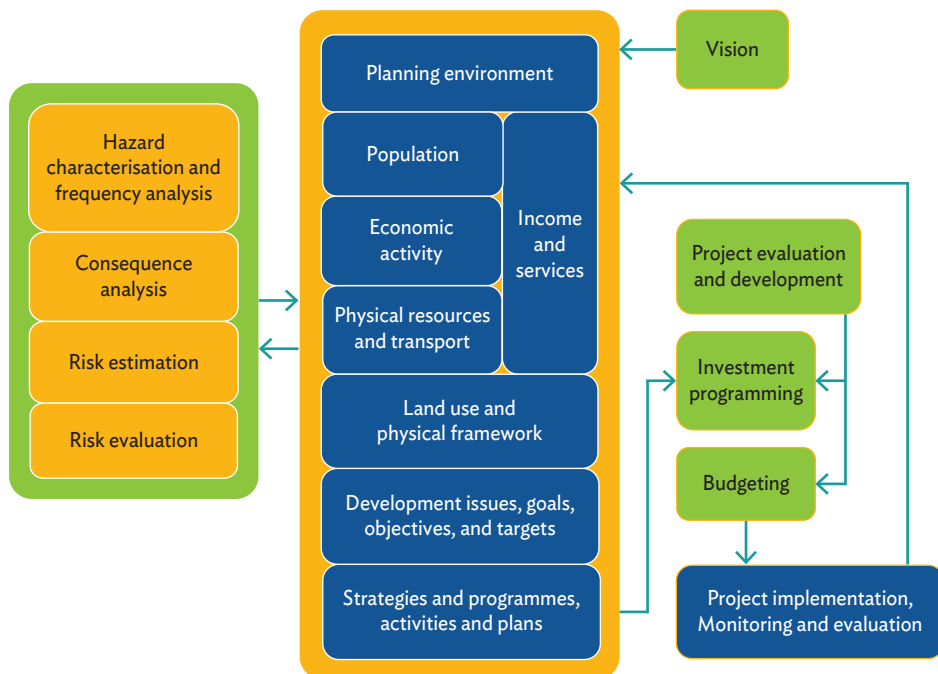 Hazard
characterisation and
frequency analysis
Consequence
analysis
Risk estimation
Risk evaluation
Planning environment
Population
Economic
activity
Physical resources
and transport
Income
and
services
Land use and
physical framework
Development issues, goals,
objectives, and targets
Strategies and programmes,
activities and plans
Vision
Project evaluation
and development
Investment
programming
Budgeting
Project implementation,
Monitoring and evaluation